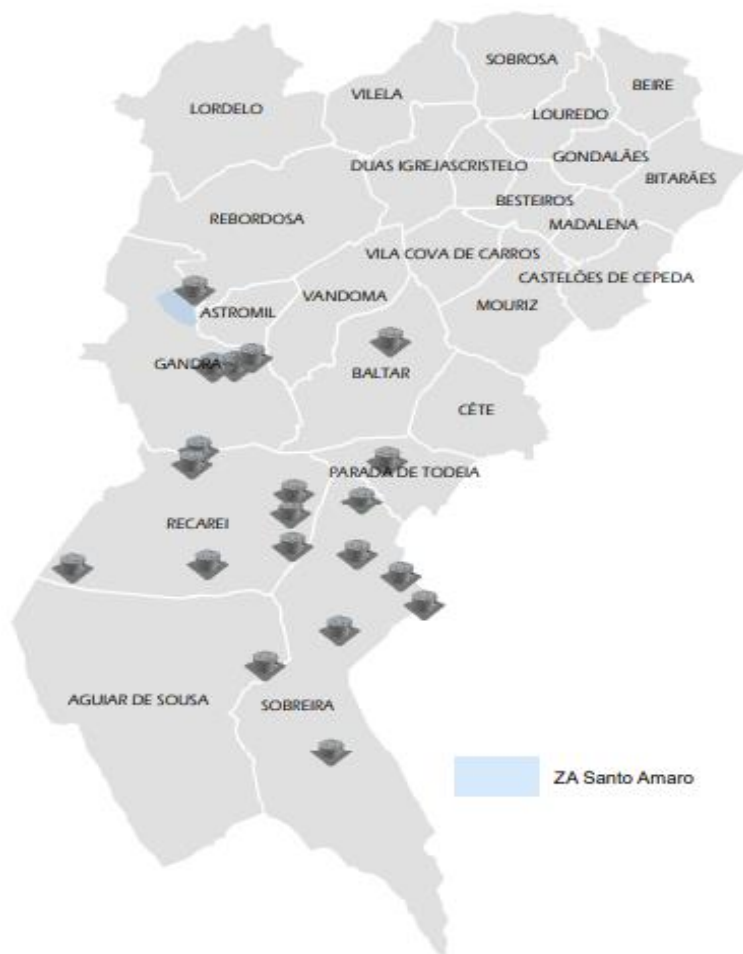 SOBROSA
BEIRE
VILELA
LORDELO
LOUREDO
GONDALÃES
DUAS IGREJASCRISTELO
BITARÃES
BESTEIROS
REBORDOSA
MADALENA
VILA COVA DE CARROS
CASTELÕES DE CEPEDA
VANDOMA
MOURIZ
ASTROMIL
GANDRA
BALTAR
CÊTE
PARADA DE TODEIA
RECAREI
AGUIAR DE SOUSA
SOBREIRA
ZA Santo Amaro